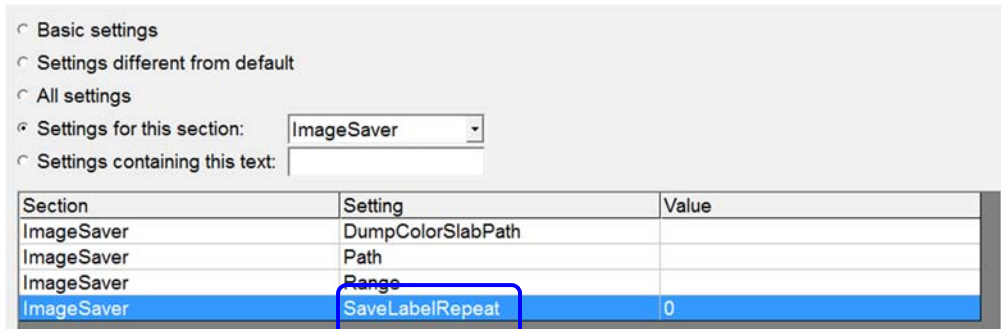 Basic settings
Settings different from default
All settings
Settings for this section: ImageSaver
Settings containing this text:
Section Setting Value
ImageSaver DumpColorSlabPath
ImageSaver Path
ImageSaver Range
ImageSaver SaveLabelRepeat 0